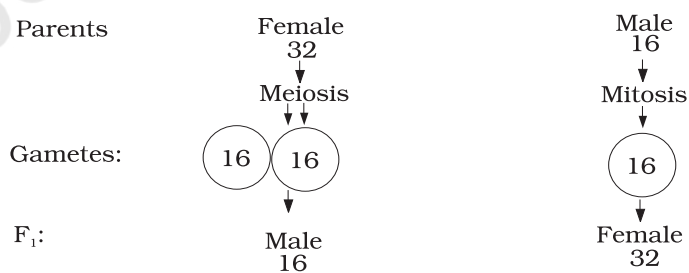 Parents Female Male
32 16
Meiosis Mitosis
Gametes: 16 16 16
F₁: Male Female
16 32